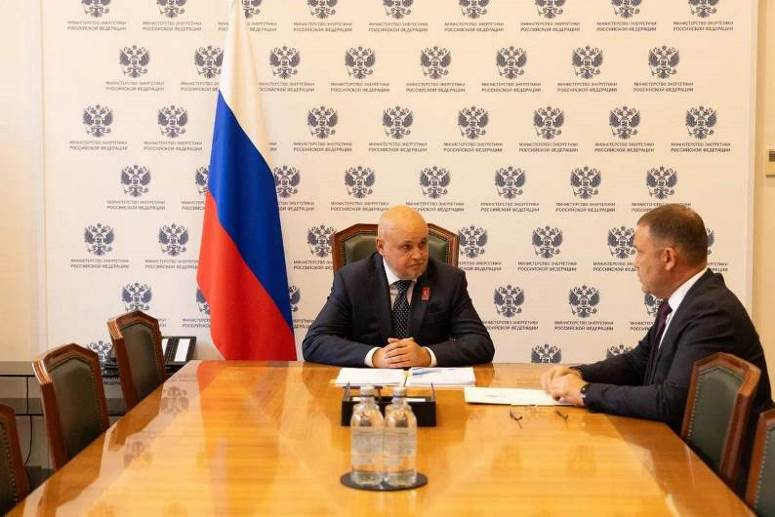 МИНИСТЕРСТВО ЭНЕРГЕТИКИ
РОССИЙСКОЙ ФЕДЕРАЦИИ